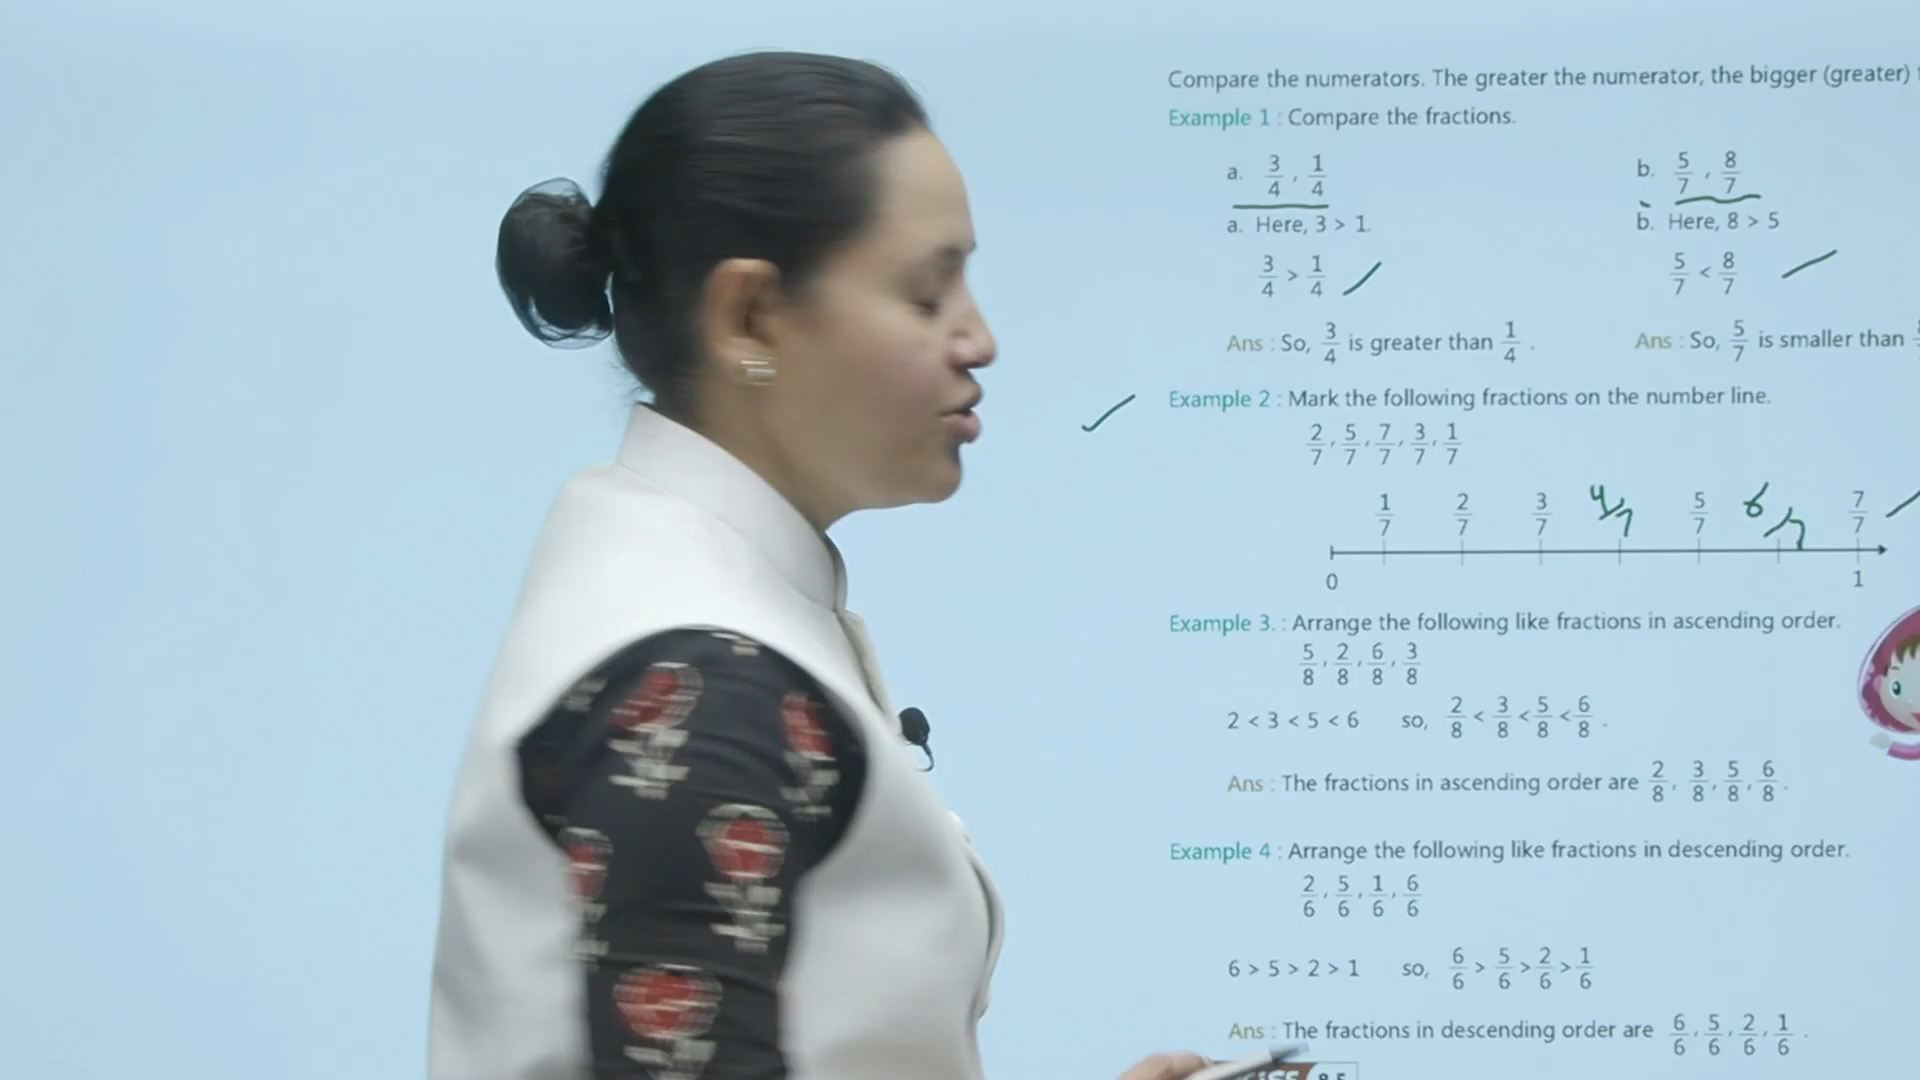 Compare the numerators. The greater the numerator, the bigger (greater)
Example 1 : Compare the fractions.
a. 3/4 , 1/4
b. 5/7 , 8/7
a. Here, 3 > 1.
b. Here, 8 > 5
3/4 > 1/4
5/7 < 8/7
Ans : So, 3/4 is greater than 1/4 .
Ans : So, 5/7 is smaller than
Example 2 : Mark the following fractions on the number line.
2/7, 5/7, 7/7, 3/7, 1/7
1/7 2/7 3/7 4/7 5/7 6/7 7/7
0 1
Example 3. : Arrange the following like fractions in ascending order.
5/8, 2/8, 6/8, 3/8
2 < 3 < 5 < 6 so, 2/8 < 3/8 < 5/8 < 6/8 .
Ans : The fractions in ascending order are 2/8, 3/8, 5/8, 6/8 .
Example 4 : Arrange the following like fractions in descending order.
2/6, 5/6, 1/6, 6/6
6 > 5 > 2 > 1 so, 6/6 > 5/6 > 2/6 > 1/6
Ans : The fractions in descending order are 6/6, 5/6, 2/6, 1/6 .